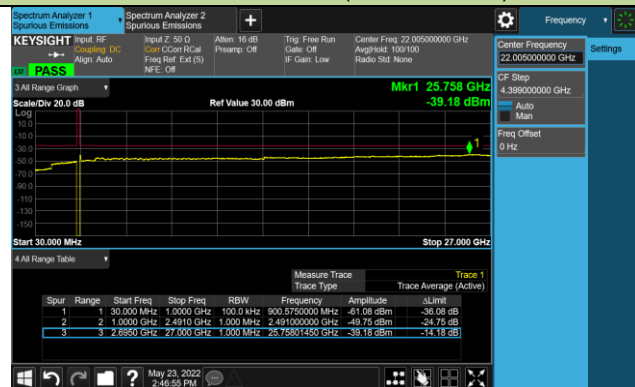 Spectrum Analyzer 1
Spurious Emissions
Spectrum Analyzer 2
Spurious Emissions
+
Frequency
KEYSIGHT
Input: RF
Coupling: DC
Align: Auto
Input Z: 50 Ω
Corr CCorr RCal
Freq Ref: Ext (S)
NFE: Off
Atten: 16 dB
Preamp: Off
Trig: Free Run
Gate: Off
IF Gain: Low
Center Freq: 22.005000000 GHz
Avg|Hold: 100/100
Radio Std: None
PASS
Center Frequency
22.005000000 GHz
Settings
CF Step
4.399000000 GHz
Auto
Man
Freq Offset
0 Hz
3 All Range Graph
Mkr1 25.758 GHz
Scale/Div 20.0 dB
Ref Value 30.00 dBm
-39.18 dBm
Log
10.0
-10.0
-30.0
-50.0
-70.0
-90.0
-110
-130
-150
1
Start 30.000 MHz
Stop 27.000 GHz
4 All Range Table
Measure Trace Trace 1
Trace Type Trace Average (Active)
Spur Range Start Freq Stop Freq RBW Frequency Amplitude ΔLimit
1 1 30.000 MHz 1.0000 GHz 100.0 kHz 900.5750000 MHz -61.08 dBm -36.08 dB
2 2 1.0000 GHz 2.4910 GHz 1.000 MHz 2.491000000 GHz -49.75 dBm -24.75 dB
3 3 2.6950 GHz 27.000 GHz 1.000 MHz 25.75801450 GHz -39.18 dBm -14.18 dB
?
May 23, 2022
2:46:55 PM